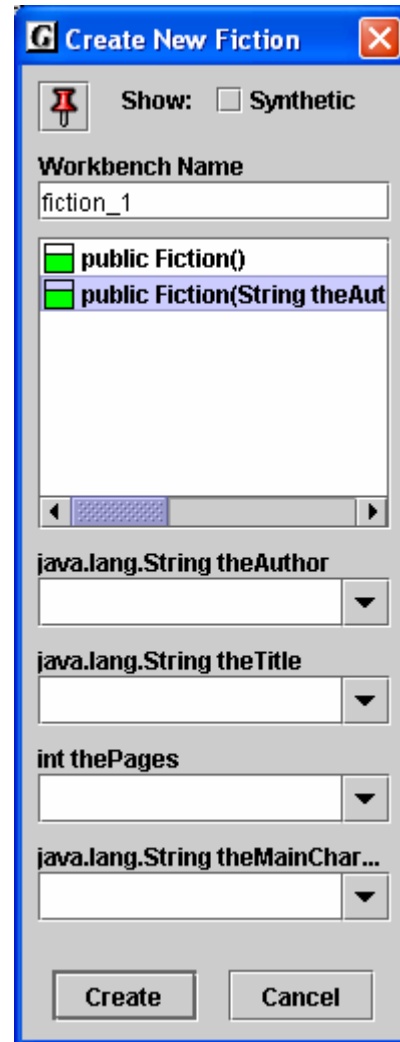 G Create New Fiction
Show: Synthetic
Workbench Name
fiction_1
public Fiction()
public Fiction(String theAut
java.lang.String theAuthor
java.lang.String theTitle
int thePages
java.lang.String theMainChar...
Create Cancel